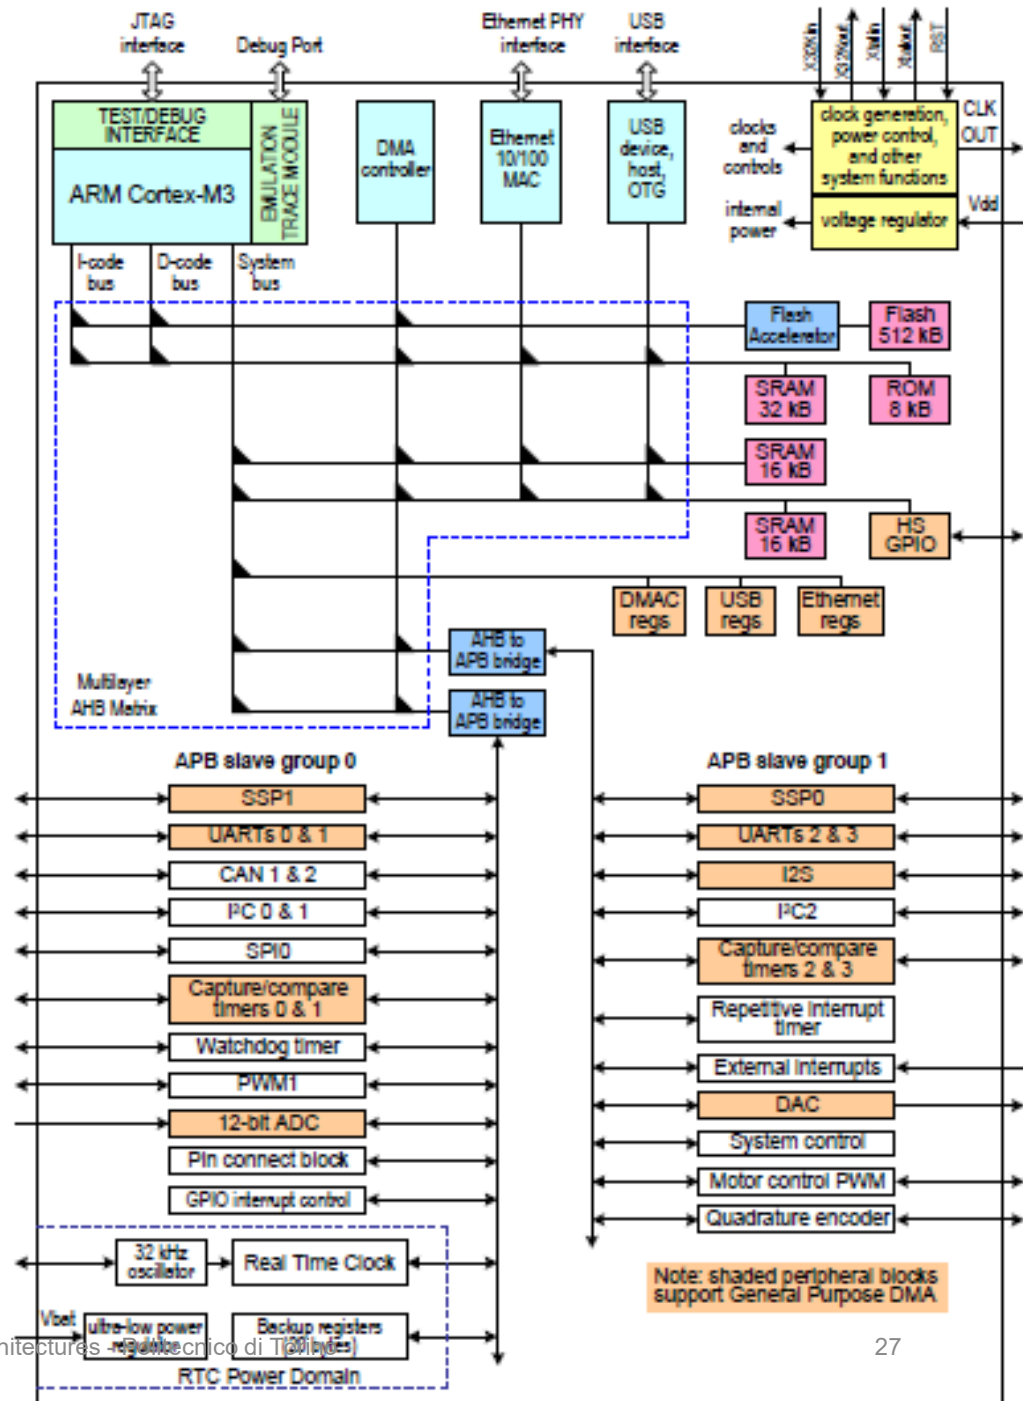 JTAG
interface
Debug Port
Ethernet PHY
interface
USB
interface
X32Kin
Xtalin
Xtalout
RST
TEST/DEBUG
INTERFACE
ARM Cortex-M3
EMULATION
TRACE MODULE
DMA
controller
Ethernet
10/100
MAC
USB
device,
host,
OTG
clocks
and
controls
clock generation,
power control,
and other
system functions
CLK
OUT
internal
power
voltage regulator
Vdd
I-code
bus
D-code
bus
System
bus
Flash
Accelerator
Flash
512 kB
SRAM
32 kB
ROM
8 kB
SRAM
16 kB
SRAM
16 kB
HS
GPIO
DMAC
regs
USB
regs
Ethernet
regs
AHB to
APB bridge
AHB to
APB bridge
Multilayer
AHB Matrix
APB slave group 0
APB slave group 1
SSP1
UARTs 0 & 1
CAN 1 & 2
I²C 0 & 1
SPI0
Capture/compare
timers 0 & 1
Watchdog timer
PWM1
12-bit ADC
Pin connect block
GPIO interrupt control
SSP0
UARTs 2 & 3
I2S
I²C2
Capture/compare
timers 2 & 3
Repetitive interrupt
timer
External interrupts
DAC
System control
Motor control PWM
Quadrature encoder
32 kHz
oscillator
Real Time Clock
Vbat
ultra-low power
regulator
Backup registers
(20 bytes)
RTC Power Domain
Note: shaded peripheral blocks
support General Purpose DMA
hitectures - Politecnico di Torino
27